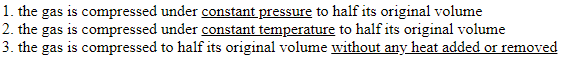 1. the gas is compressed under constant pressure to half its original volume
2. the gas is compressed under constant temperature to half its original volume
3. the gas is compressed to half its original volume without any heat added or removed